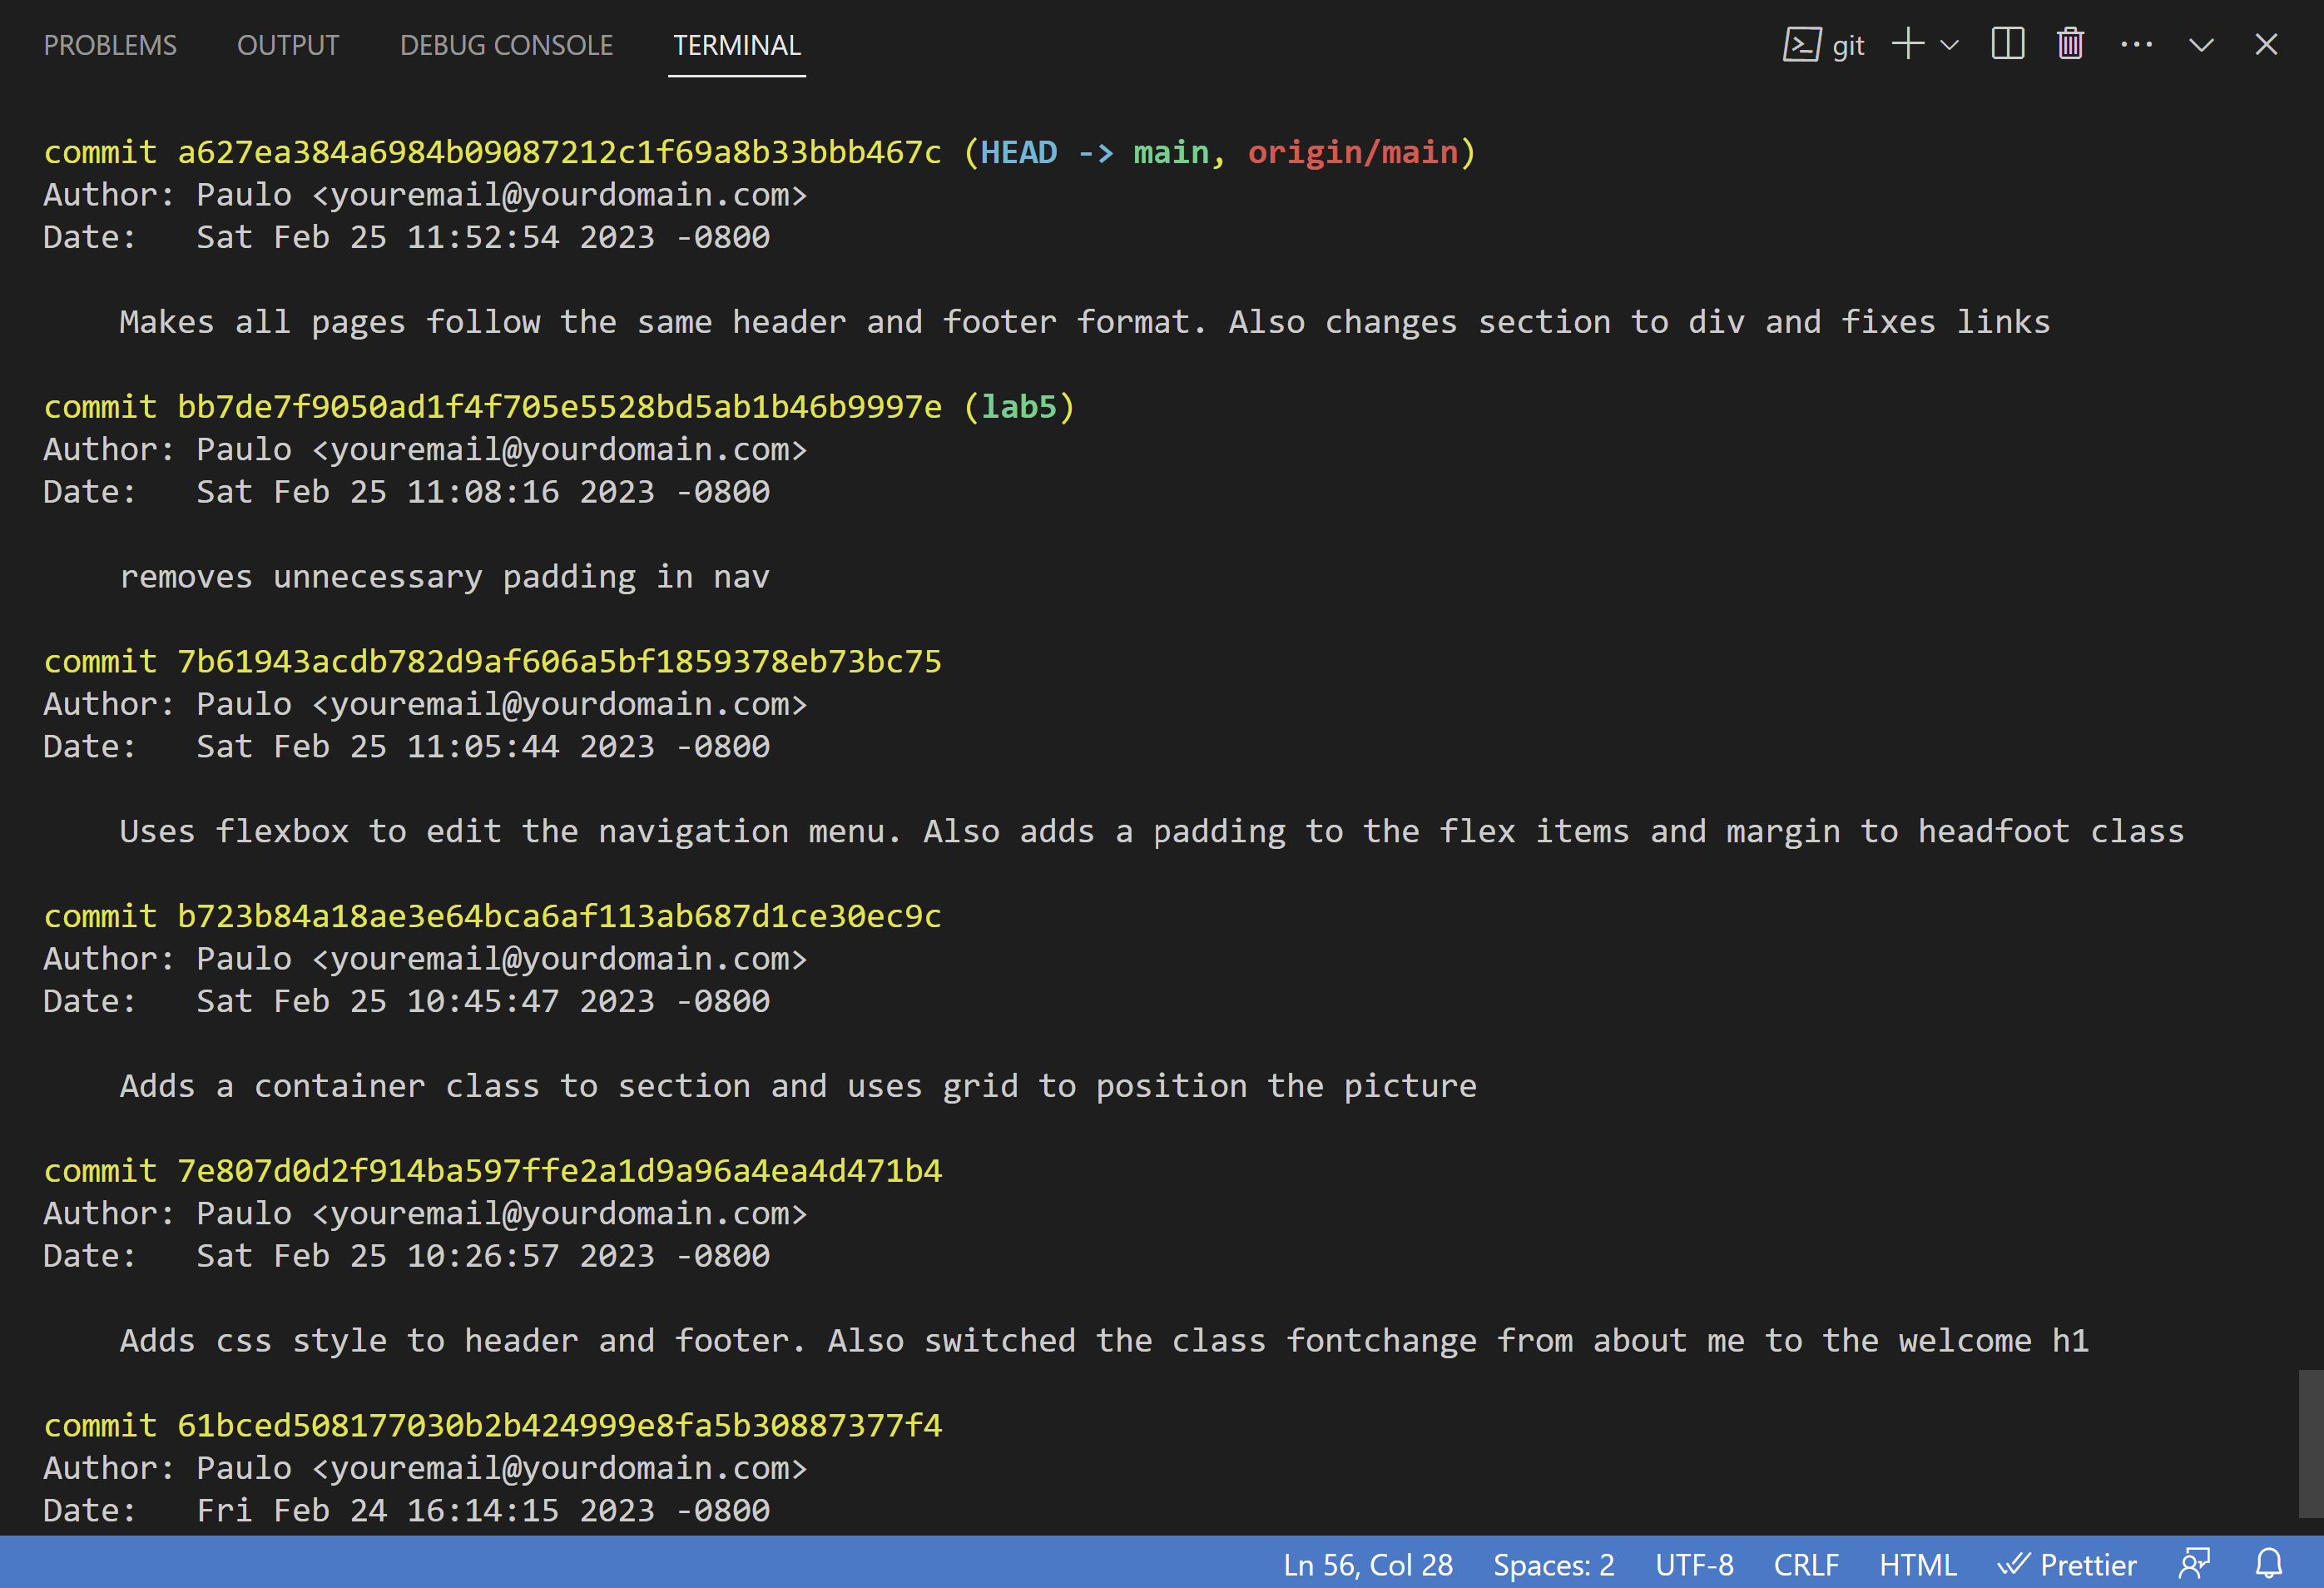 PROBLEMS OUTPUT DEBUG CONSOLE TERMINAL git
commit a627ea384a6984b09087212c1f69a8b33bbb467c (HEAD -> main, origin/main)
Author: Paulo <youremail@yourdomain.com>
Date:   Sat Feb 25 11:52:54 2023 -0800
    Makes all pages follow the same header and footer format. Also changes section to div and fixes links
commit bb7de7f9050ad1f4f705e5528bd5ab1b46b9997e (lab5)
Author: Paulo <youremail@yourdomain.com>
Date:   Sat Feb 25 11:08:16 2023 -0800
    removes unnecessary padding in nav
commit 7b61943acdb782d9af606a5bf1859378eb73bc75
Author: Paulo <youremail@yourdomain.com>
Date:   Sat Feb 25 11:05:44 2023 -0800
    Uses flexbox to edit the navigation menu. Also adds a padding to the flex items and margin to headfoot class
commit b723b84a18ae3e64bca6af113ab687d1ce30ec9c
Author: Paulo <youremail@yourdomain.com>
Date:   Sat Feb 25 10:45:47 2023 -0800
    Adds a container class to section and uses grid to position the picture
commit 7e807d0d2f914ba597ffe2a1d9a96a4ea4d471b4
Author: Paulo <youremail@yourdomain.com>
Date:   Sat Feb 25 10:26:57 2023 -0800
    Adds css style to header and footer. Also switched the class fontchange from about me to the welcome h1
commit 61bced508177030b2b424999e8fa5b30887377f4
Author: Paulo <youremail@yourdomain.com>
Date:   Fri Feb 24 16:14:15 2023 -0800
Ln 56, Col 28 Spaces: 2 UTF-8 CRLF HTML Prettier